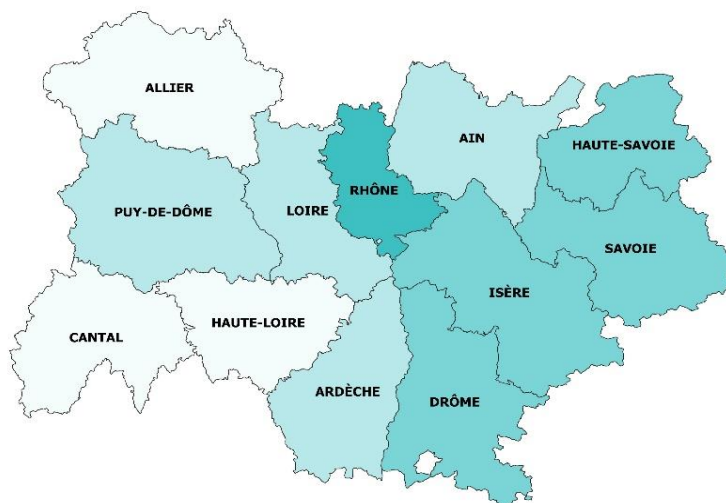 ALLIER
AIN
HAUTE-SAVOIE
RHÔNE
PUY-DE-DÔME
LOIRE
SAVOIE
ISÈRE
HAUTE-LOIRE
CANTAL
ARDÈCHE
DRÔME